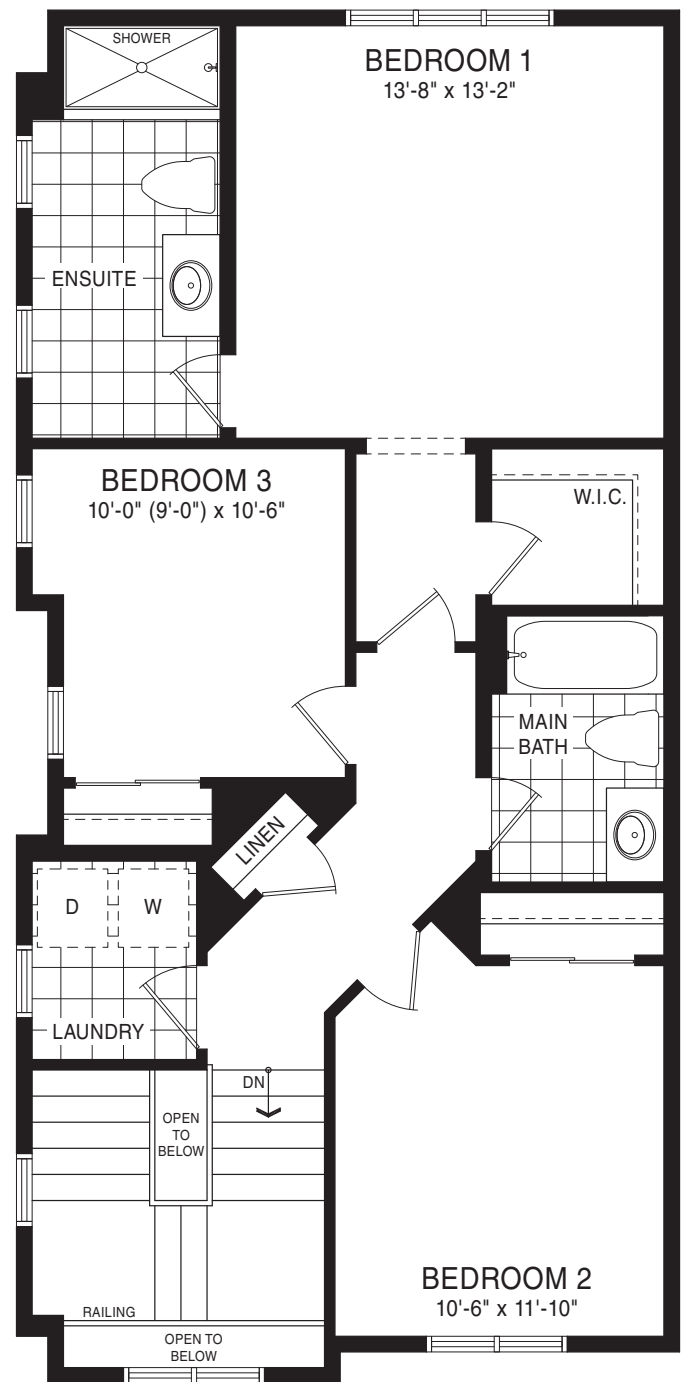 SHOWER
BEDROOM 1
13'-8" x 13'-2"
ENSUITE
BEDROOM 3
10'-0" (9'-0") x 10'-6"
W.I.C.
MAIN
BATH
LINEN
D
W
LAUNDRY
DN
OPEN
TO
BELOW
BEDROOM 2
10'-6" x 11'-10"
RAILING
OPEN TO
BELOW